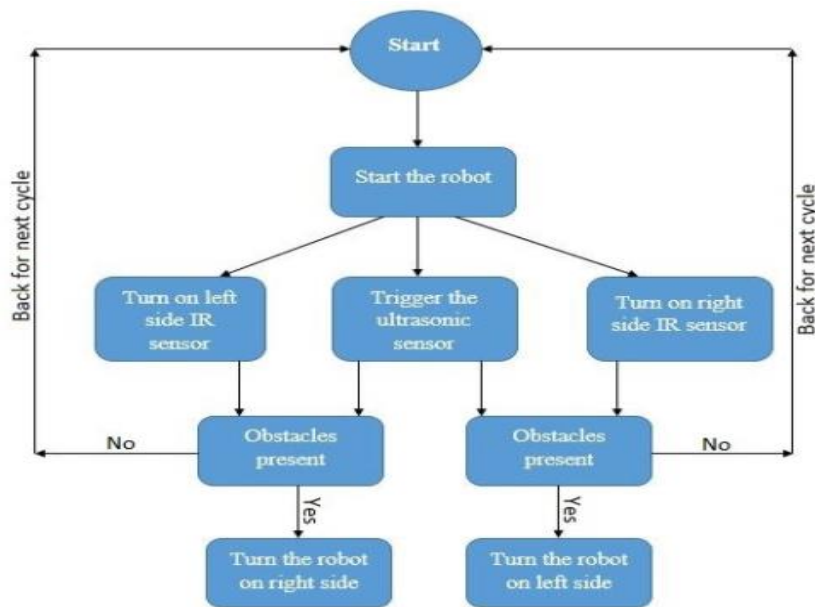 Start
Start the robot
Back for next cycle
Back for next cycle
Turn on left
side IR
sensor
Trigger the
ultrasonic
sensor
Turn on right
side IR sensor
No
Obstacles
present
Obstacles
present
No
Yes
Yes
Turn the robot
on right side
Turn the robot
on left side